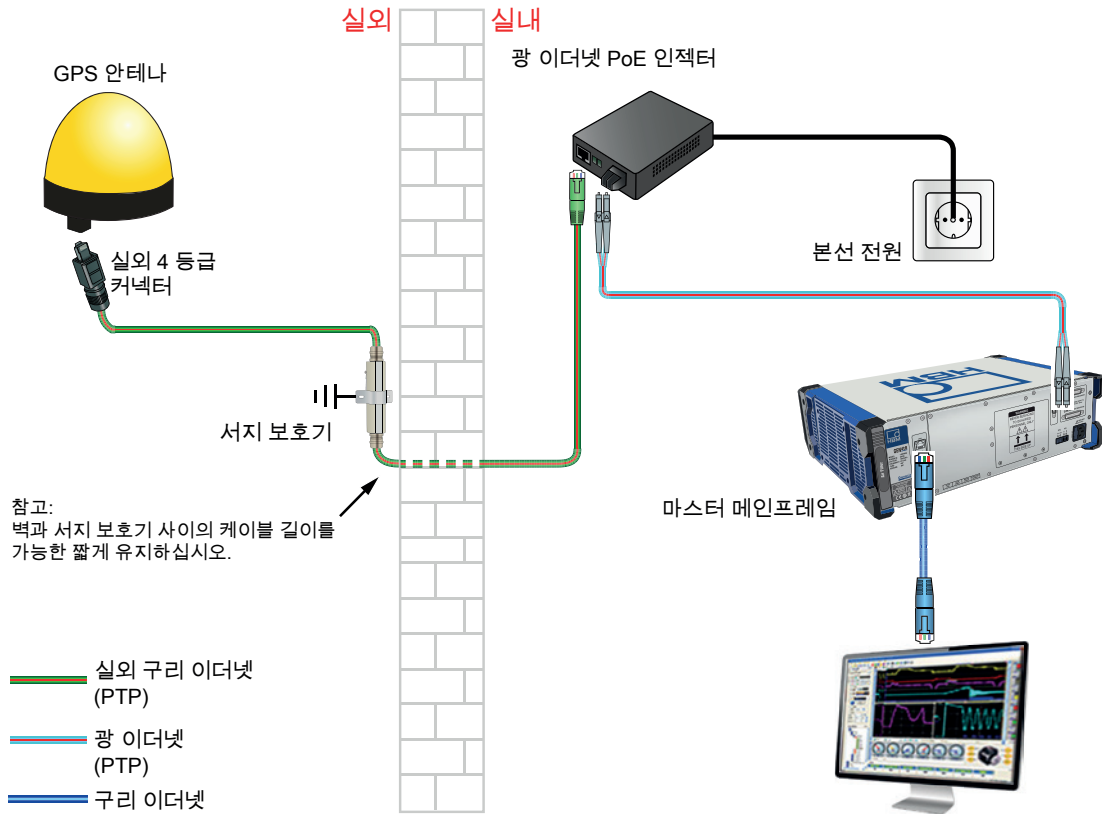 실외
실내
GPS 안테나
광 이더넷 PoE 인젝터
실외 4 등급
커넥터
본선 전원
서지 보호기
HBM
마스터 메인프레임
참고:
벽과 서지 보호기 사이의 케이블 길이를
가능한 짧게 유지하십시오.
실외 구리 이더넷
(PTP)
광 이더넷
(PTP)
구리 이더넷